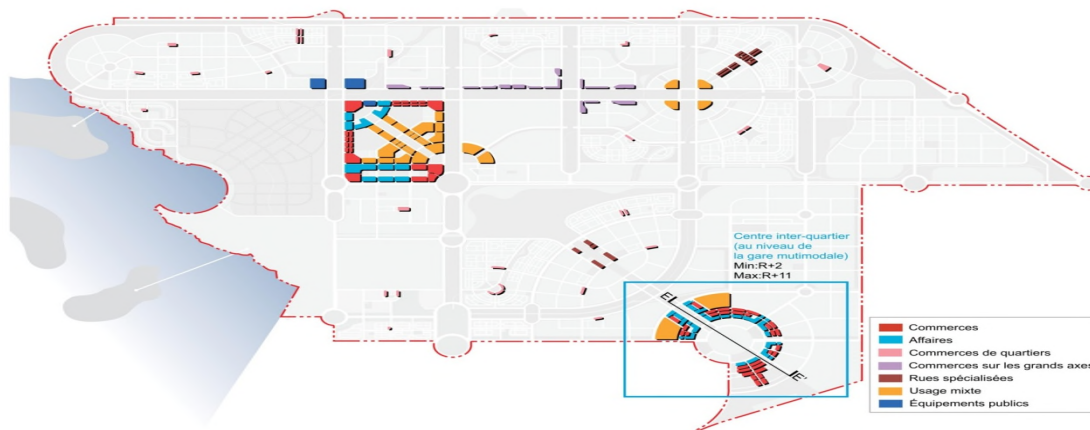 Centre inter-quartier
(au niveau de
la gare mutimodale)
Min:R+2
Max:R+11
E
E'
Commerces
Affaires
Commerces de quartiers
Commerces sur les grands axes
Rues spécialisées
Usage mixte
Équipements publics